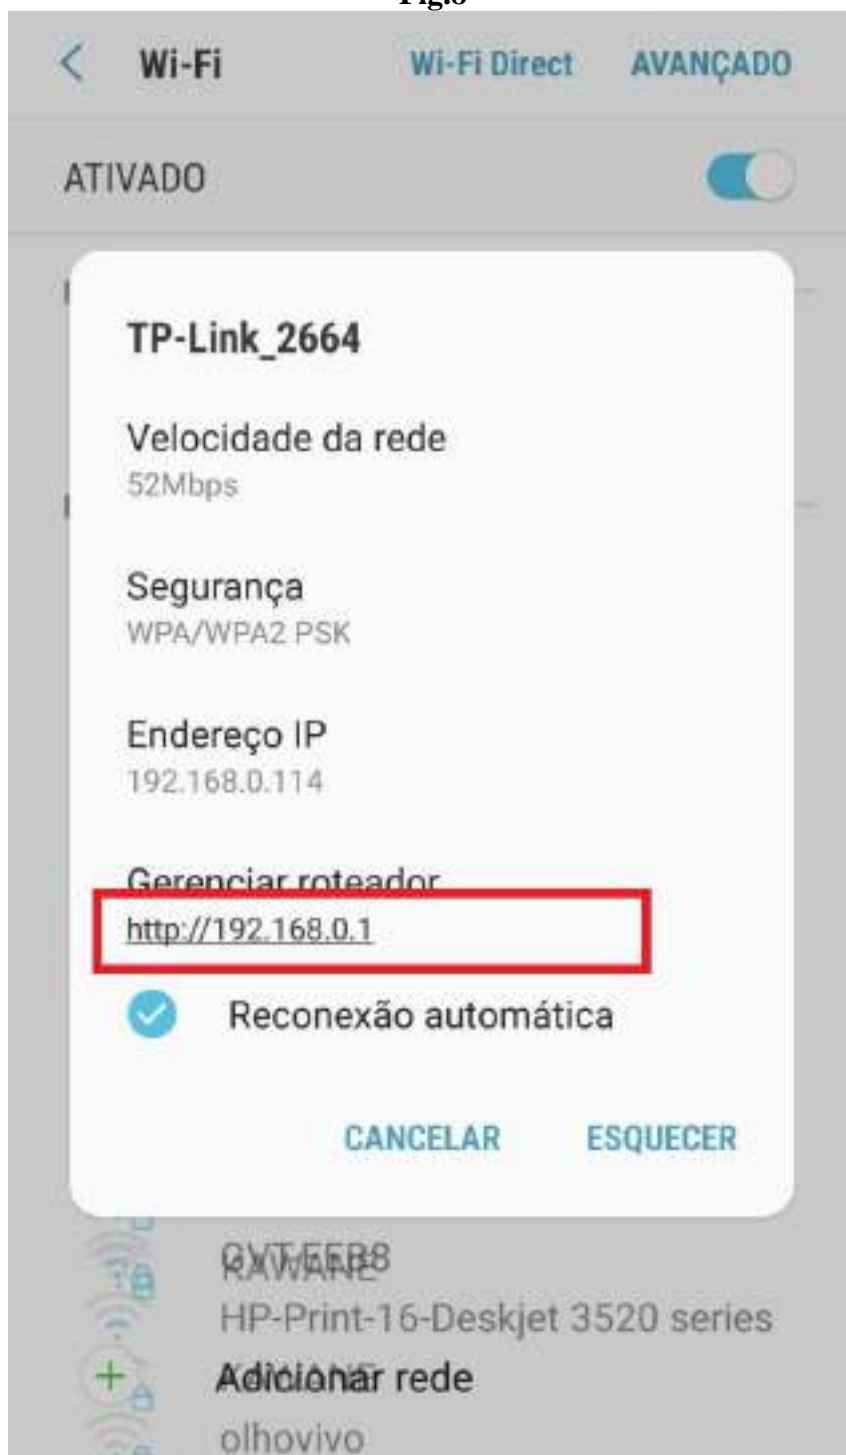 Fig.8
Wi-Fi
Wi-Fi Direct
AVANÇADO
ATIVADO
TP-Link_2664
Velocidade da rede
52Mbps
Segurança
WPA/WPA2 PSK
Endereço IP
192.168.0.114
Gerenciar roteador
http://192.168.0.1
Reconexão automática
CANCELAR
ESQUECER
HP-Print-16-Deskjet 3520 series
Adicionar rede
olhovivo